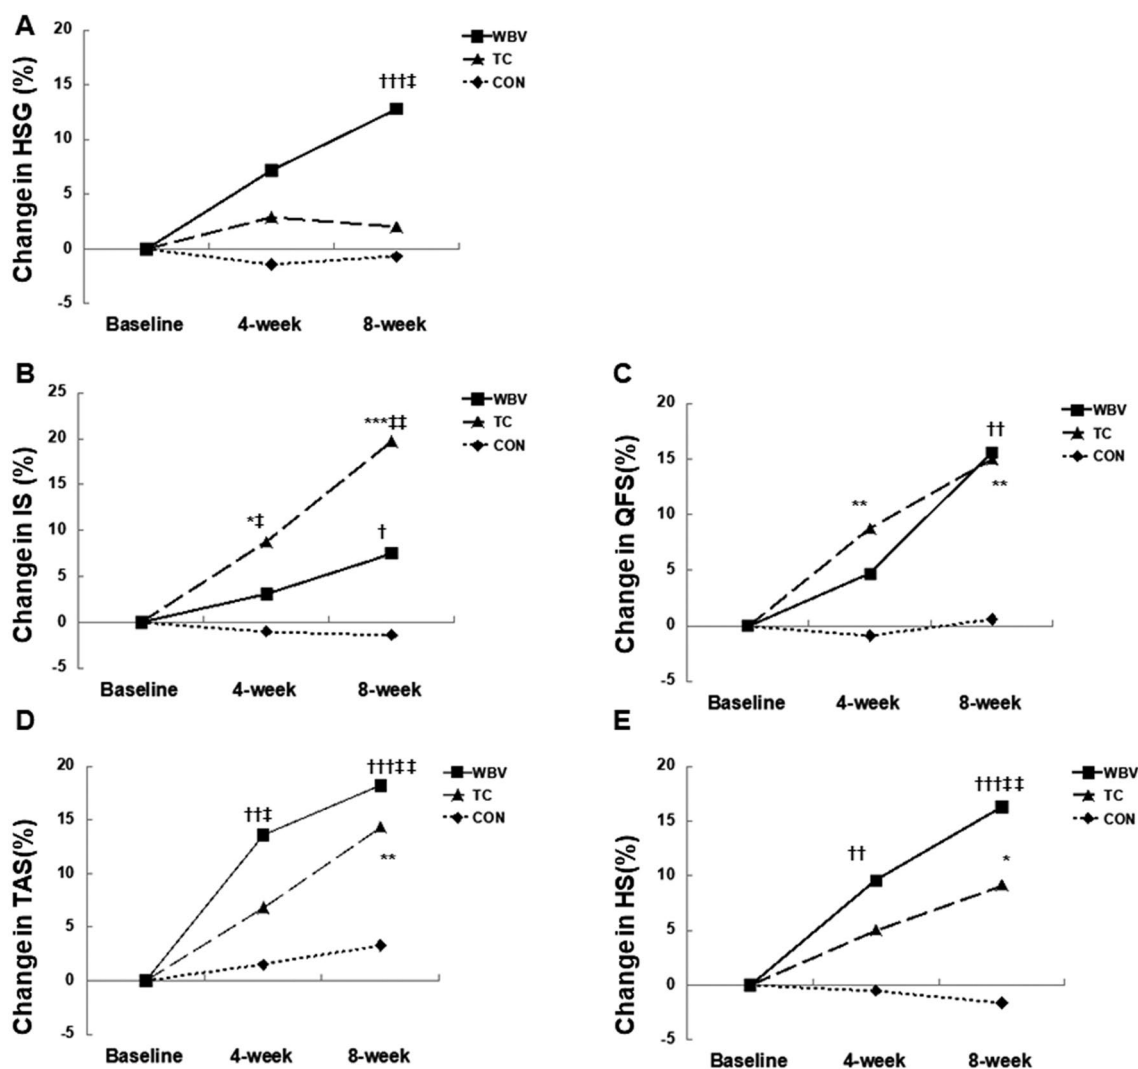 A
Change in HSG (%)
20
15
10
5
0
-5
†††‡
WBV
TC
CON
Baseline 4-week 8-week
B
Change in IS (%)
25
20
15
10
5
0
-5
*‡
***‡‡
†
WBV
TC
CON
Baseline 4-week 8-week
C
Change in QFS(%)
20
15
10
5
0
-5
**
††
**
WBV
TC
CON
Baseline 4-week 8-week
D
Change in TAS(%)
20
15
10
5
0
-5
††‡
†††‡‡
**
WBV
TC
CON
Baseline 4-week 8-week
E
Change in HS(%)
20
15
10
5
0
-5
††
†††‡‡
*
WBV
TC
CON
Baseline 4-week 8-week